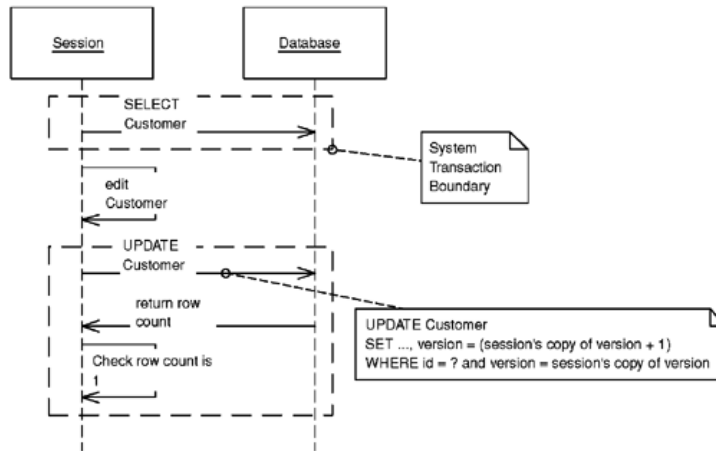 Session
Database
SELECT
Customer
System
Transaction
Boundary
edit
Customer
UPDATE
Customer
return row
count
UPDATE Customer
SET ..., version = (session's copy of version + 1)
WHERE id = ? and version = session's copy of version
Check row count is
1